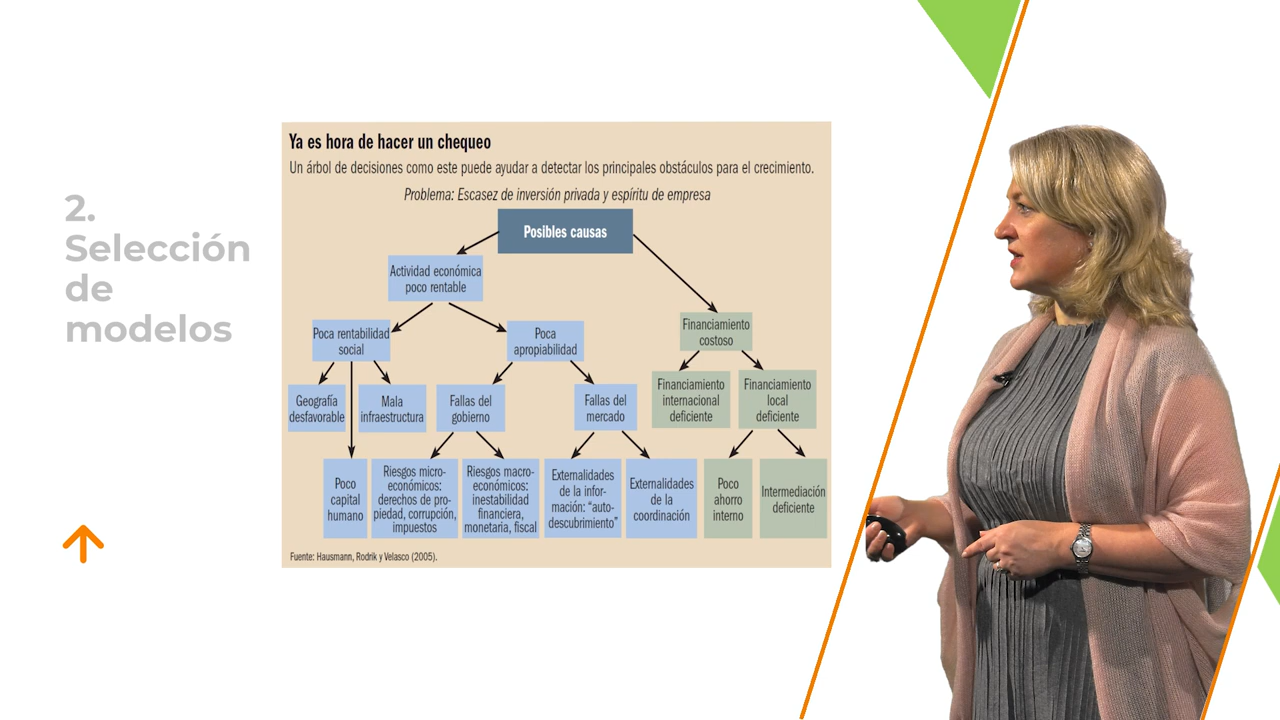 2.
Selección
de
modelos
Ya es hora de hacer un chequeo
Un árbol de decisiones como este puede ayudar a detectar los principales obstáculos para el crecimiento.
Problema: Escasez de inversión privada y espíritu de empresa
Posibles causas
Actividad económica
poco rentable
Poca rentabilidad
social
Poca
apropiabilidad
Financiamiento
costoso
Geografía
desfavorable
Mala
infraestructura
Fallas del
gobierno
Fallas del
mercado
Financiamiento
internacional
deficiente
Financiamiento
local
deficiente
Poco
capital
humano
Riesgos micro-
económicos:
derechos de pro-
piedad, corrupción,
impuestos
Riesgos macro-
económicos:
inestabilidad
financiera,
monetaria, fiscal
Externalidades
de la infor-
mación: “auto-
descubrimiento”
Externalidades
de la
coordinación
Poco
ahorro
interno
Intermediación
deficiente
Fuente: Hausmann, Rodrik y Velasco (2005).